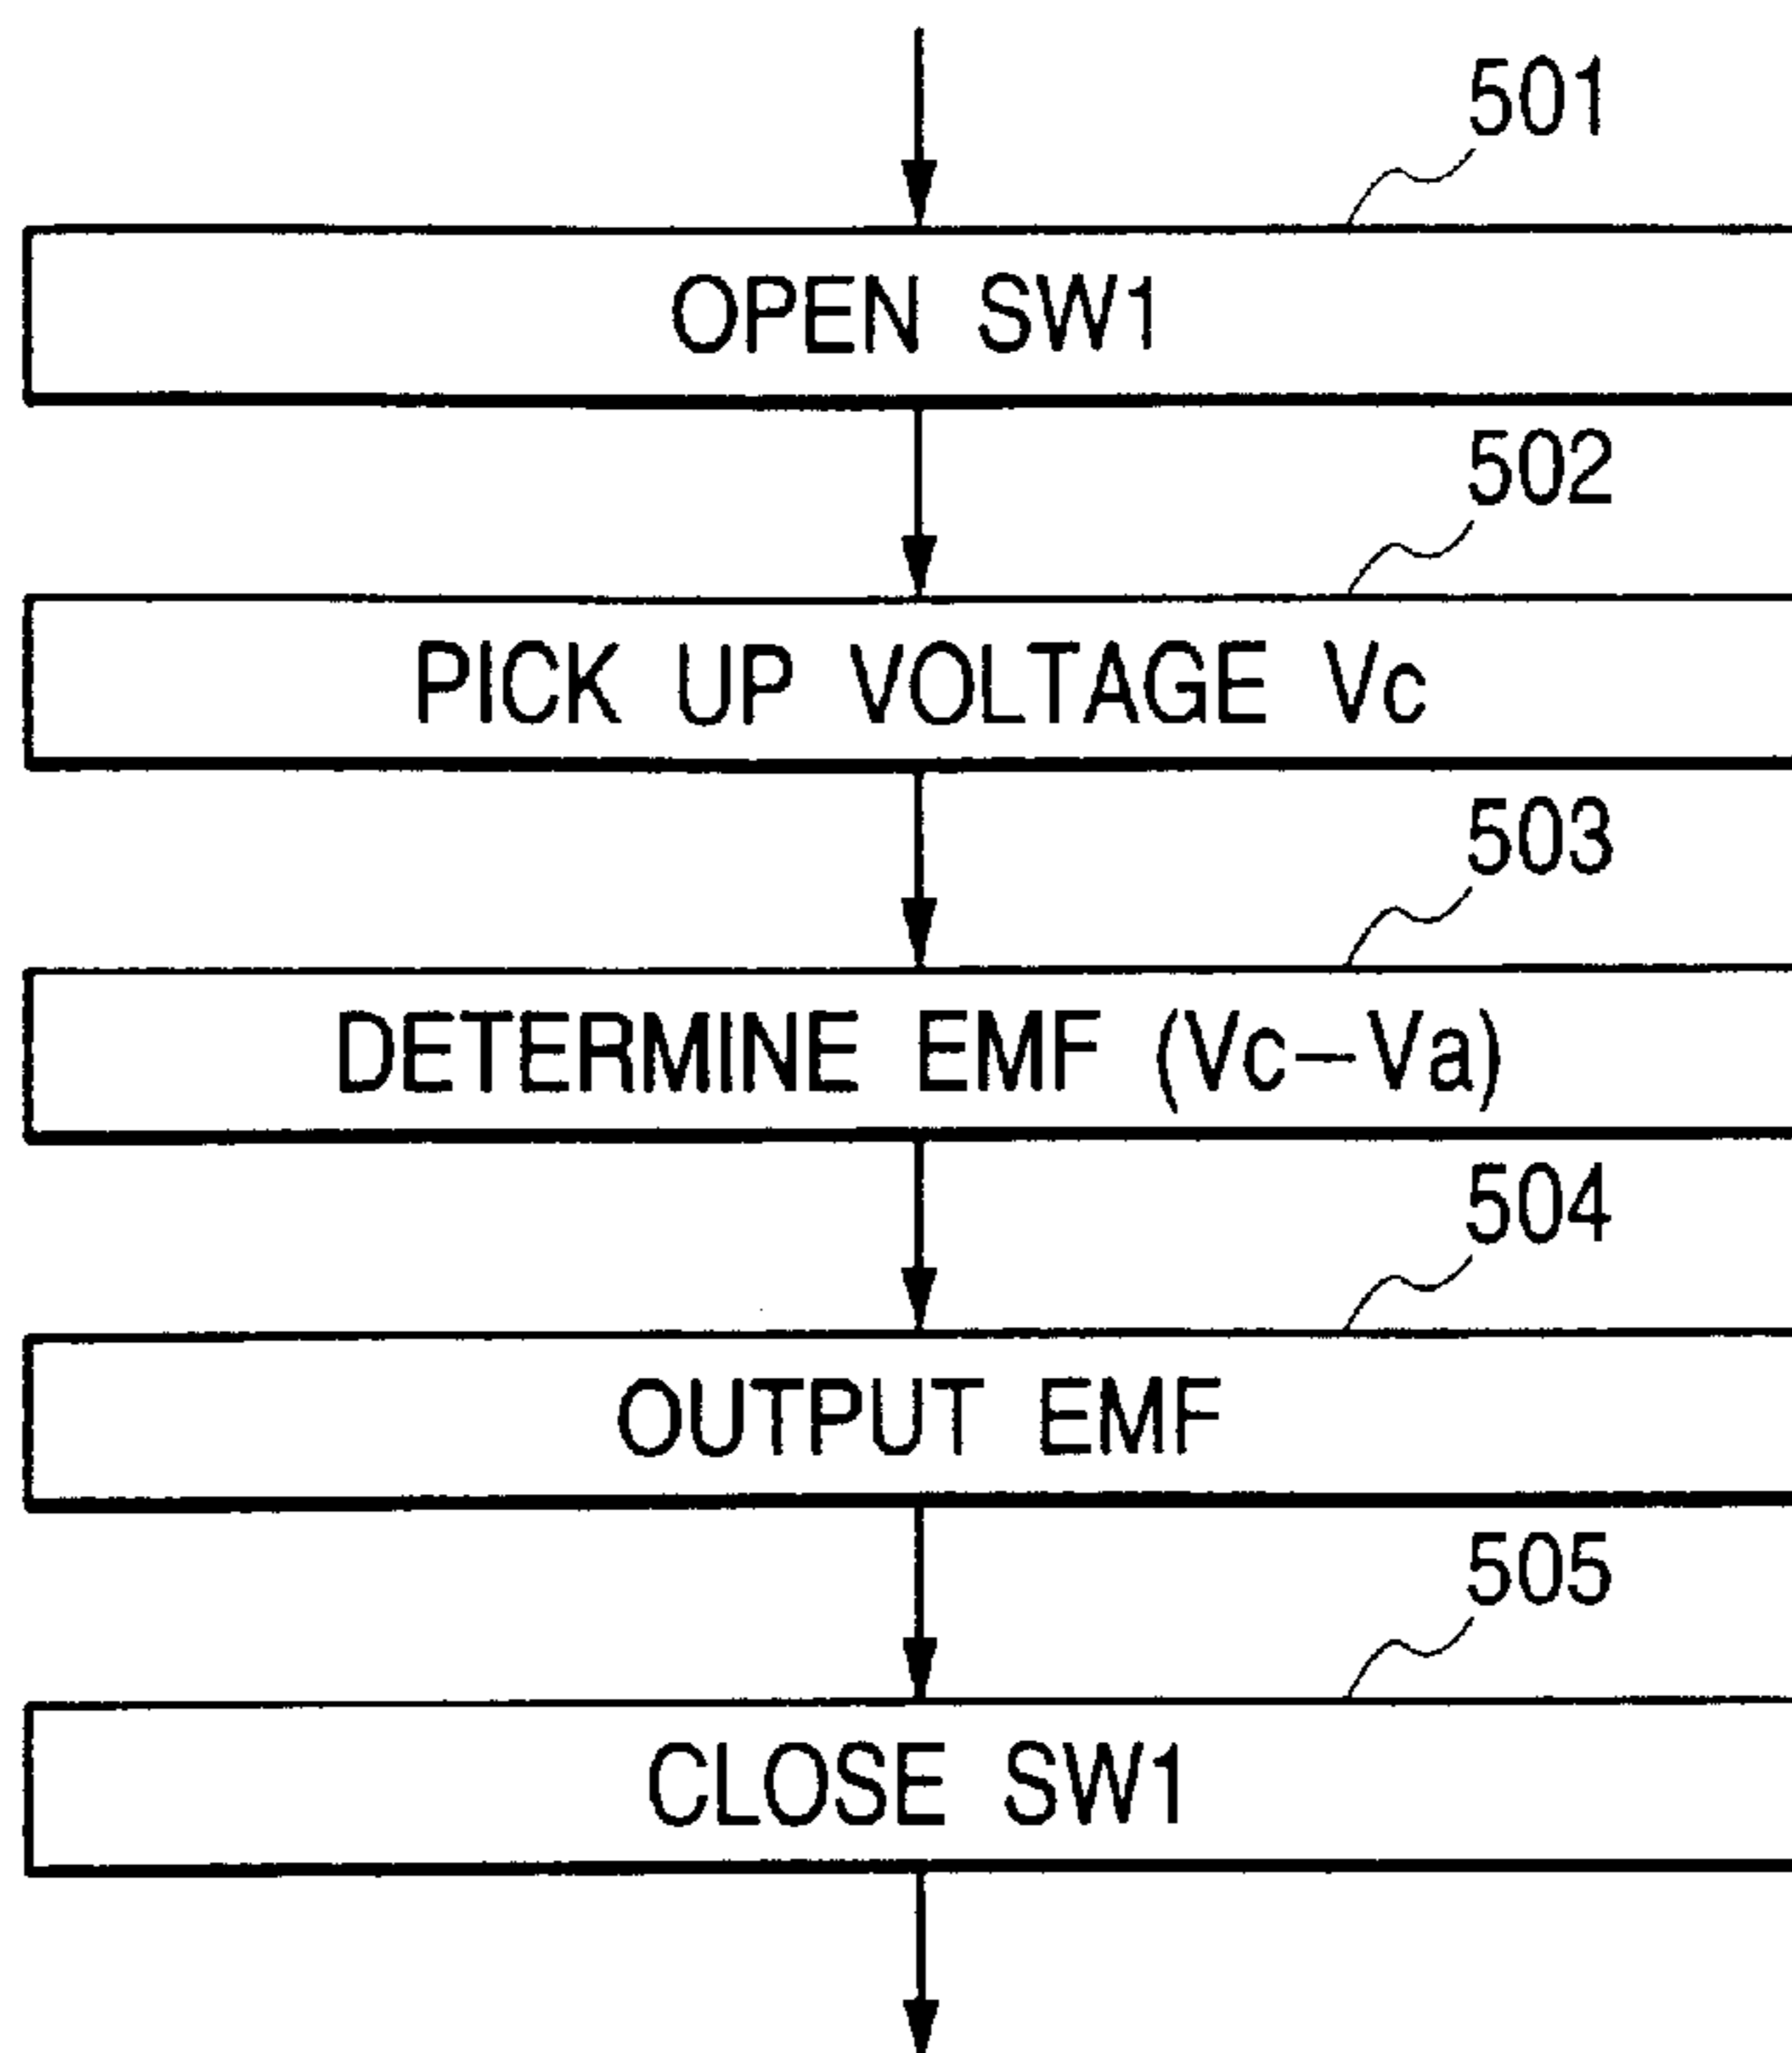 501
OPEN SW1
502
PICK UP VOLTAGE Vc
503
DETERMINE EMF (Vc−Va)
504
OUTPUT EMF
505
CLOSE SW1